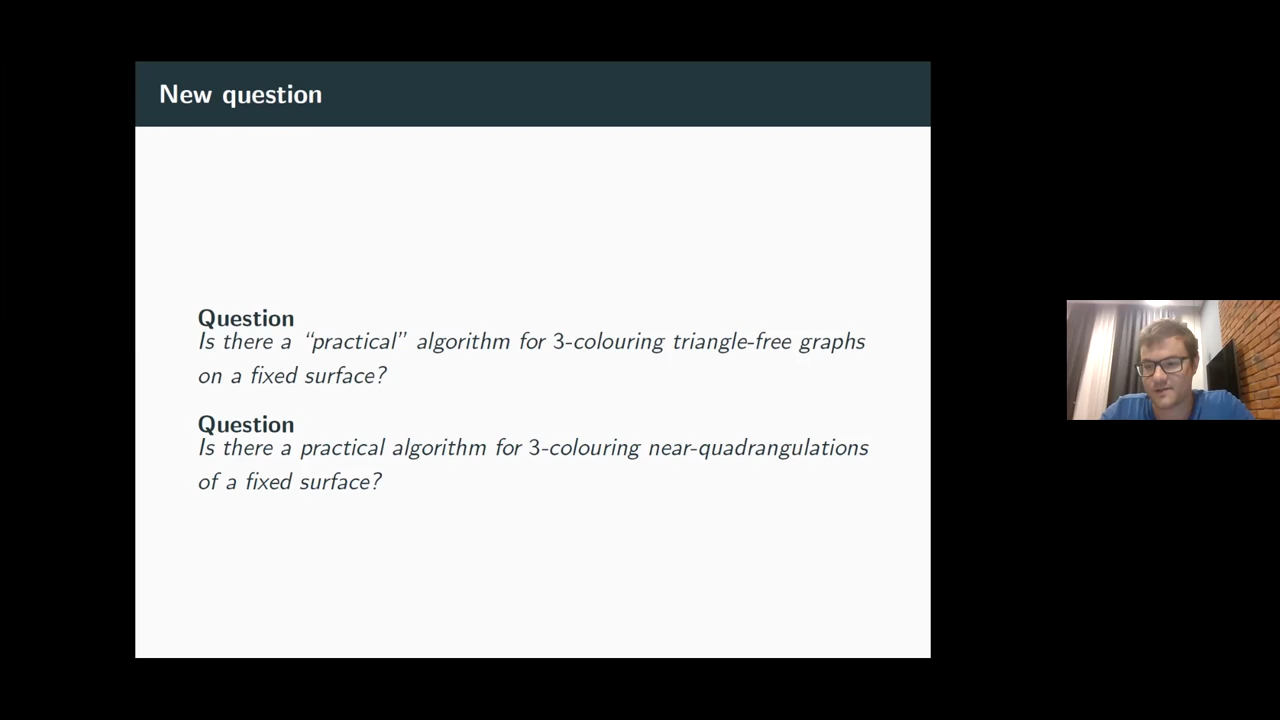 New question
Question
Is there a “practical” algorithm for 3-colouring triangle-free graphs
on a fixed surface?
Question
Is there a practical algorithm for 3-colouring near-quadrangulations
of a fixed surface?